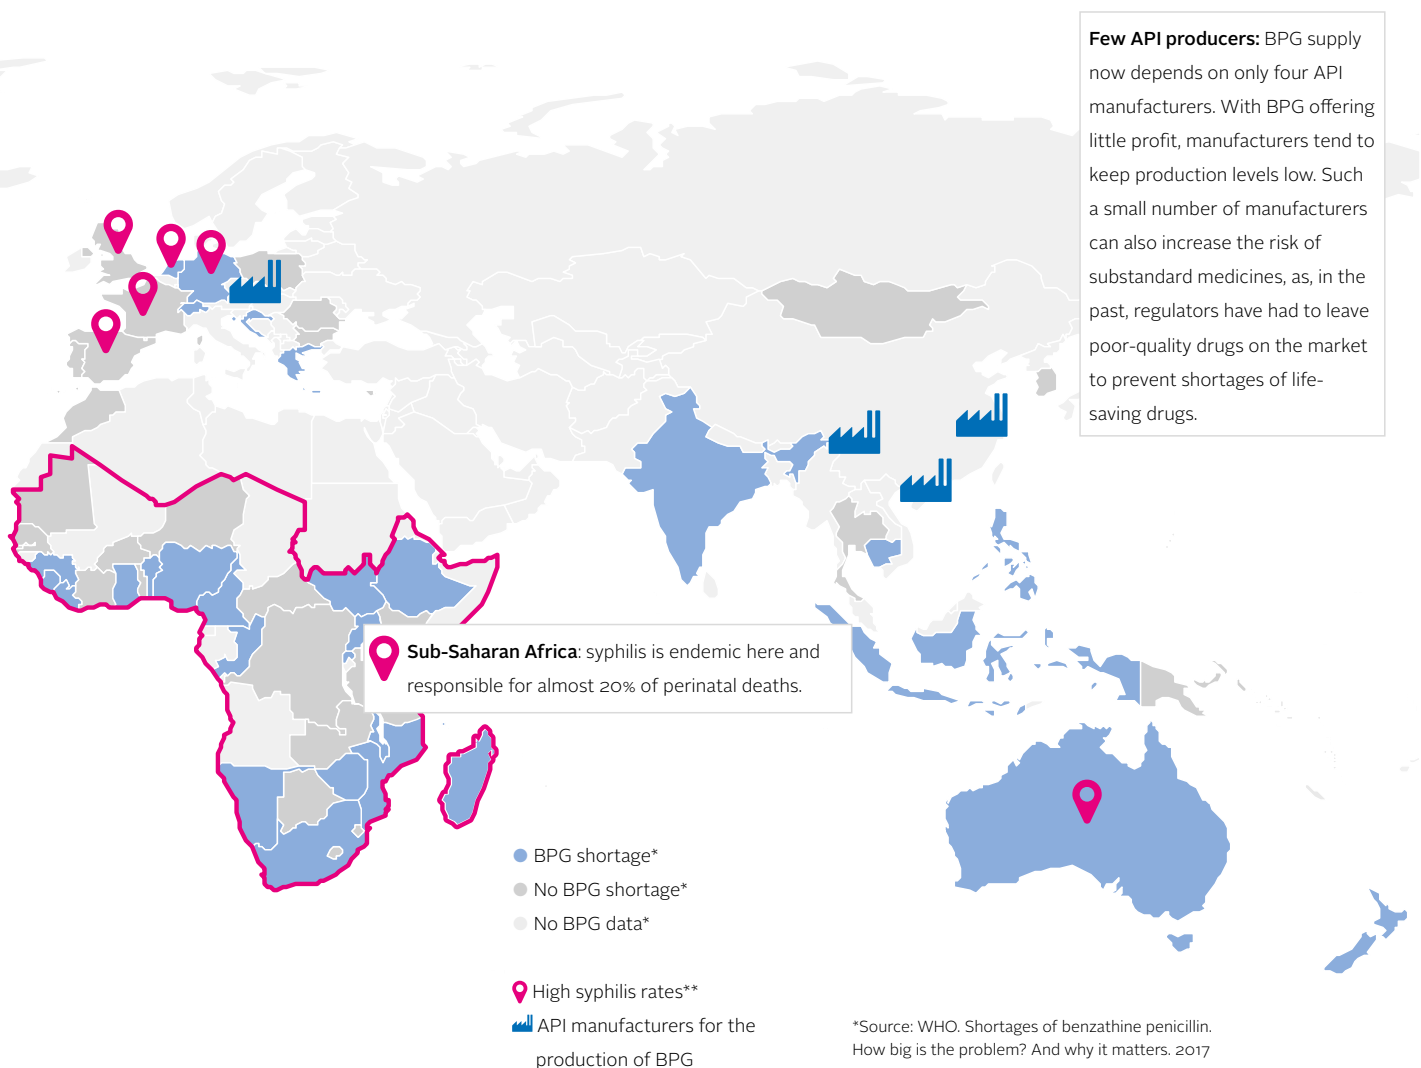 Few API producers: BPG supply
now depends on only four API
manufacturers. With BPG offering
little profit, manufacturers tend to
keep production levels low. Such
a small number of manufacturers
can also increase the risk of
substandard medicines, as, in the
past, regulators have had to leave
poor-quality drugs on the market
to prevent shortages of life-
saving drugs.
Sub-Saharan Africa: syphilis is endemic here and
responsible for almost 20% of perinatal deaths.
BPG shortage*
No BPG shortage*
No BPG data*
High syphilis rates**
API manufacturers for the
production of BPG
*Source: WHO. Shortages of benzathine penicillin.
How big is the problem? And why it matters. 2017